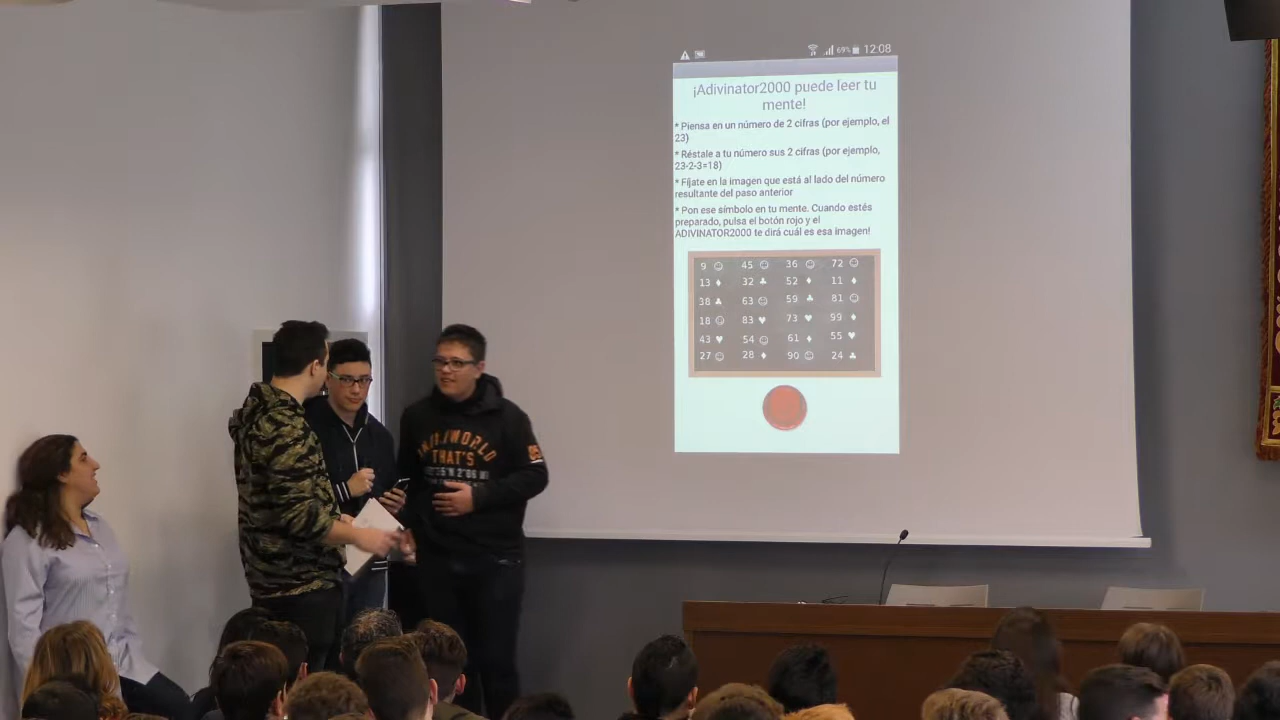 69% 12:08
¡Adivinator2000 puede leer tu
mente!
* Piensa en un número de 2 cifras (por ejemplo, el
23)
* Réstale a tu número sus 2 cifras (por ejemplo,
23-2-3=18)
* Fíjate en la imagen que está al lado del número
resultante del paso anterior
* Pon ese símbolo en tu mente. Cuando estés
preparado, pulsa el botón rojo y el
ADIVINATOR2000 te dirá cuál es esa imagen!
9 ☺ 45 ☺ 36 ☺ 72 ☺
13 ♦ 32 ♣ 52 ♦ 11 ♦
38 ♣ 63 ☺ 59 ♣ 81 ☺
18 ☺ 83 ♥ 73 ♥ 99 ♦
43 ♥ 54 ☺ 61 ♦ 55 ♥
27 ☺ 28 ♦ 90 ☺ 24 ♣
THAT'S